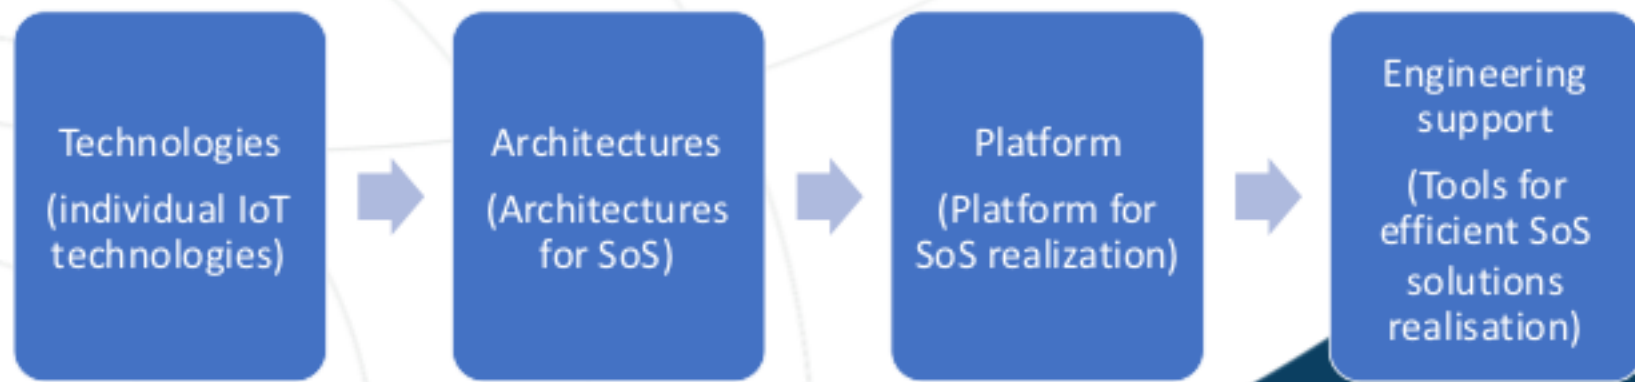 Technologies
(individual IoT
technologies)
Architectures
(Architectures
for SoS)
Platform
(Platform for
SoS realization)
Engineering
support
(Tools for
efficient SoS
solutions
realisation)